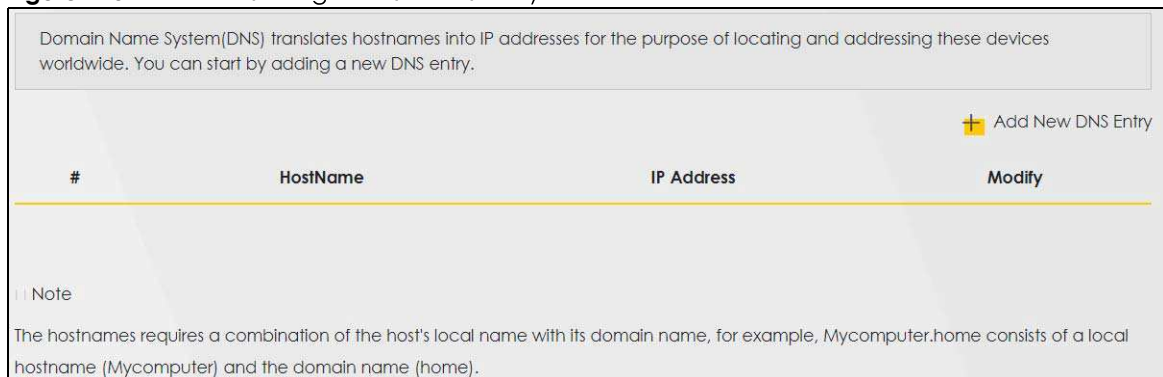 Domain Name System(DNS) translates hostnames into IP addresses for the purpose of locating and addressing these devices
worldwide. You can start by adding a new DNS entry.
Add New DNS Entry
# HostName IP Address Modify
Note
The hostnames requires a combination of the host's local name with its domain name, for example, Mycomputer.home consists of a local
hostname (Mycomputer) and the domain name (home).